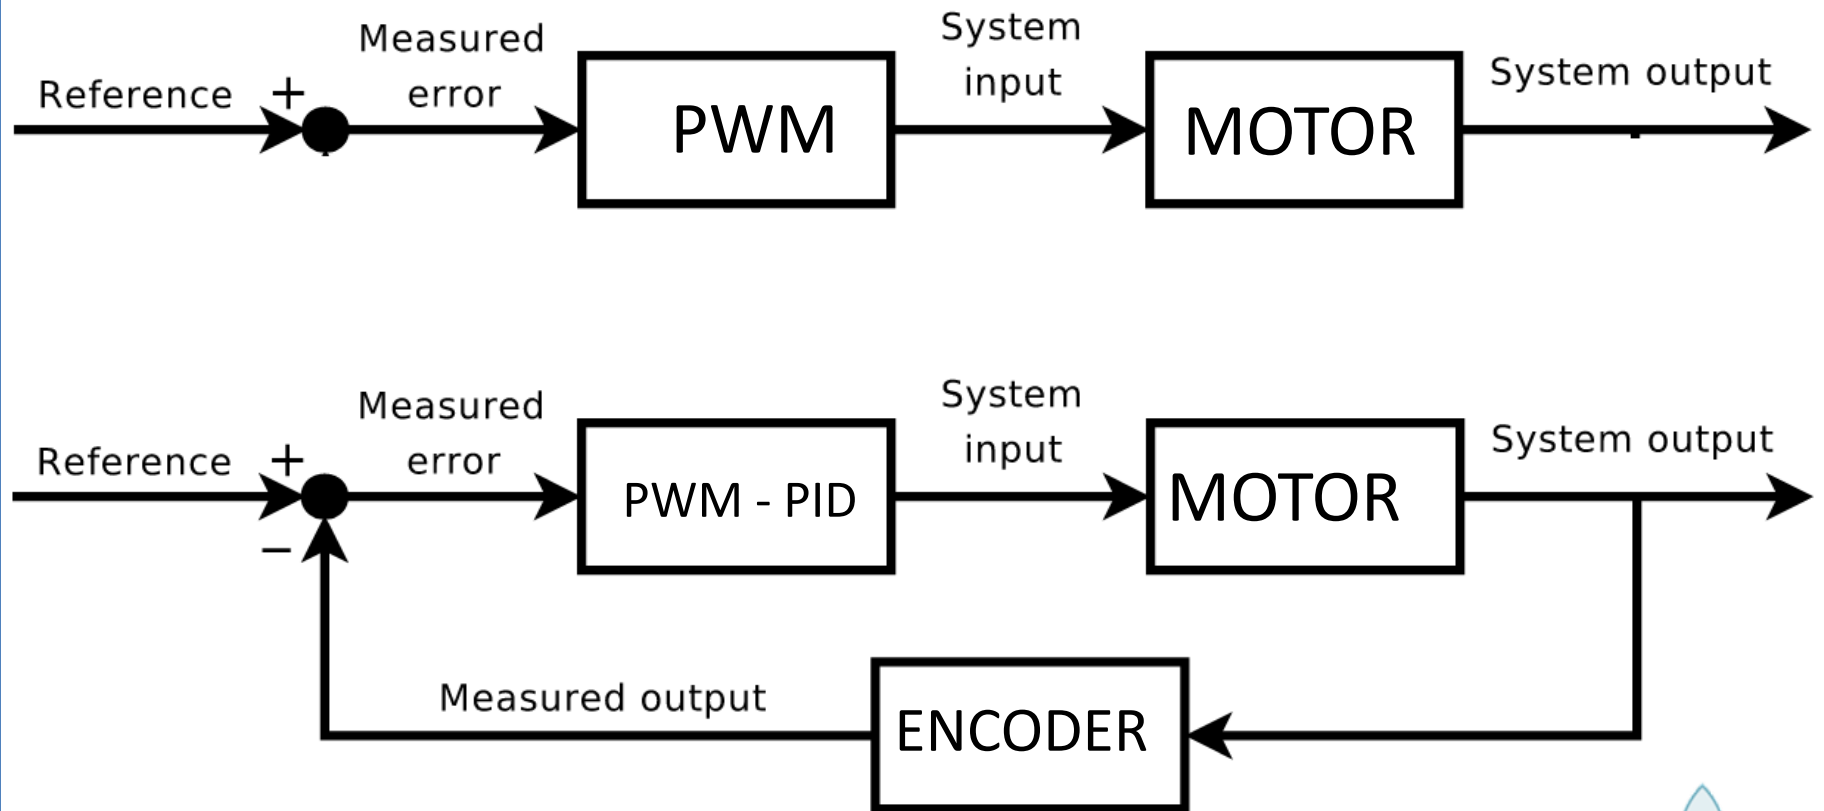 Reference
+
Measured
error
PWM
System
input
MOTOR
System output
Reference
+
−
Measured
error
PWM - PID
System
input
MOTOR
System output
Measured output
ENCODER